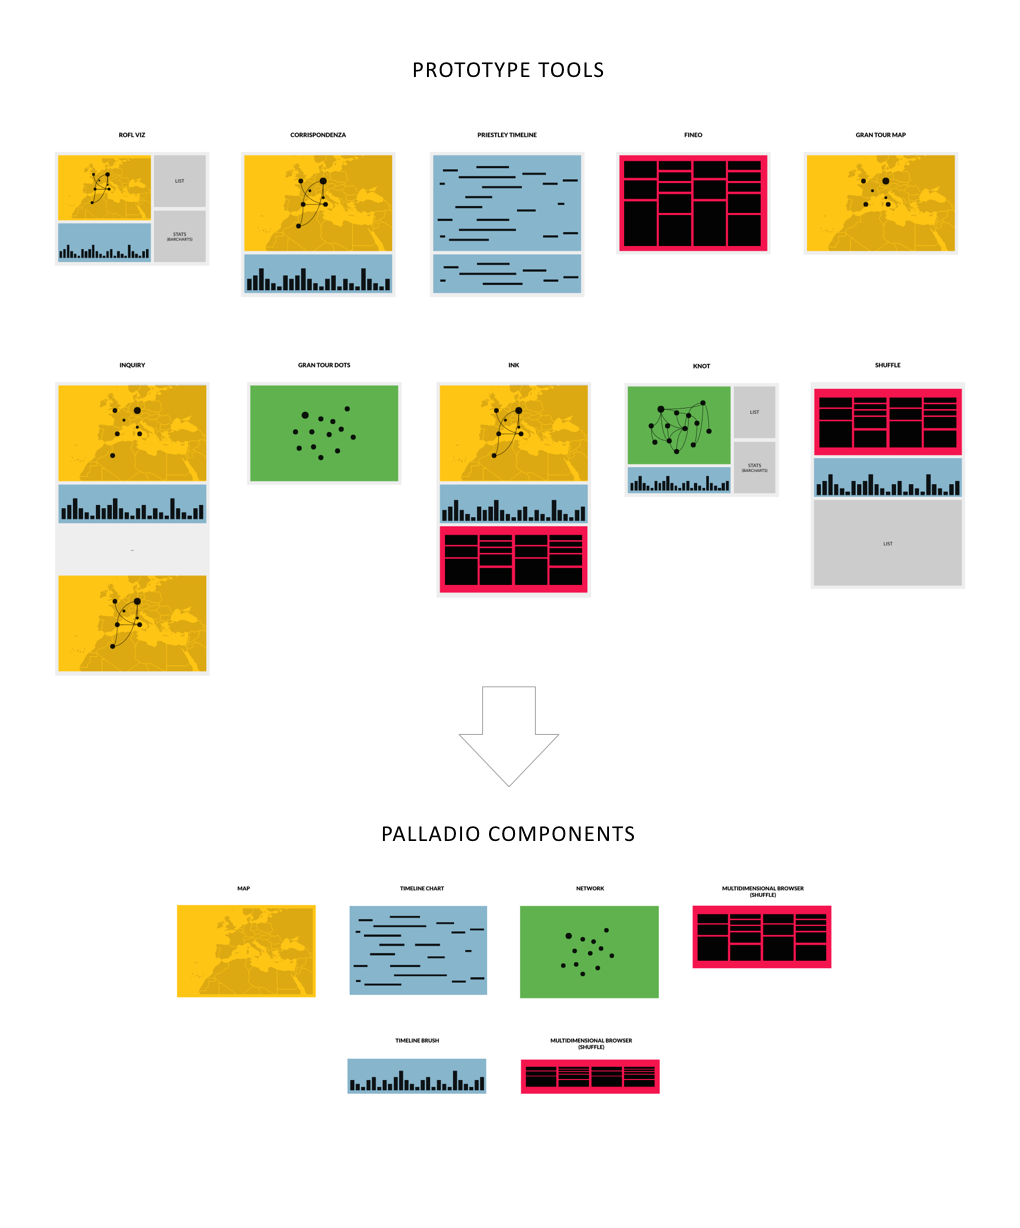 PROTOTYPE TOOLS
ROFL VIZ
CORRISPONDENZA
PRIESTLEY TIMELINE
FINEO
GRAN TOUR MAP
LIST
STATS
(BARCHARTS)
INQUIRY
GRAN TOUR DOTS
INK
KNOT
SHUFFLE
LIST
STATS
(BARCHARTS)
LIST
PALLADIO COMPONENTS
MAP
TIMELINE CHART
NETWORK
MULTIDIMENSIONAL BROWSER
(SHUFFLE)
TIMELINE BRUSH
MULTIDIMENSIONAL BROWSER
(SHUFFLE)